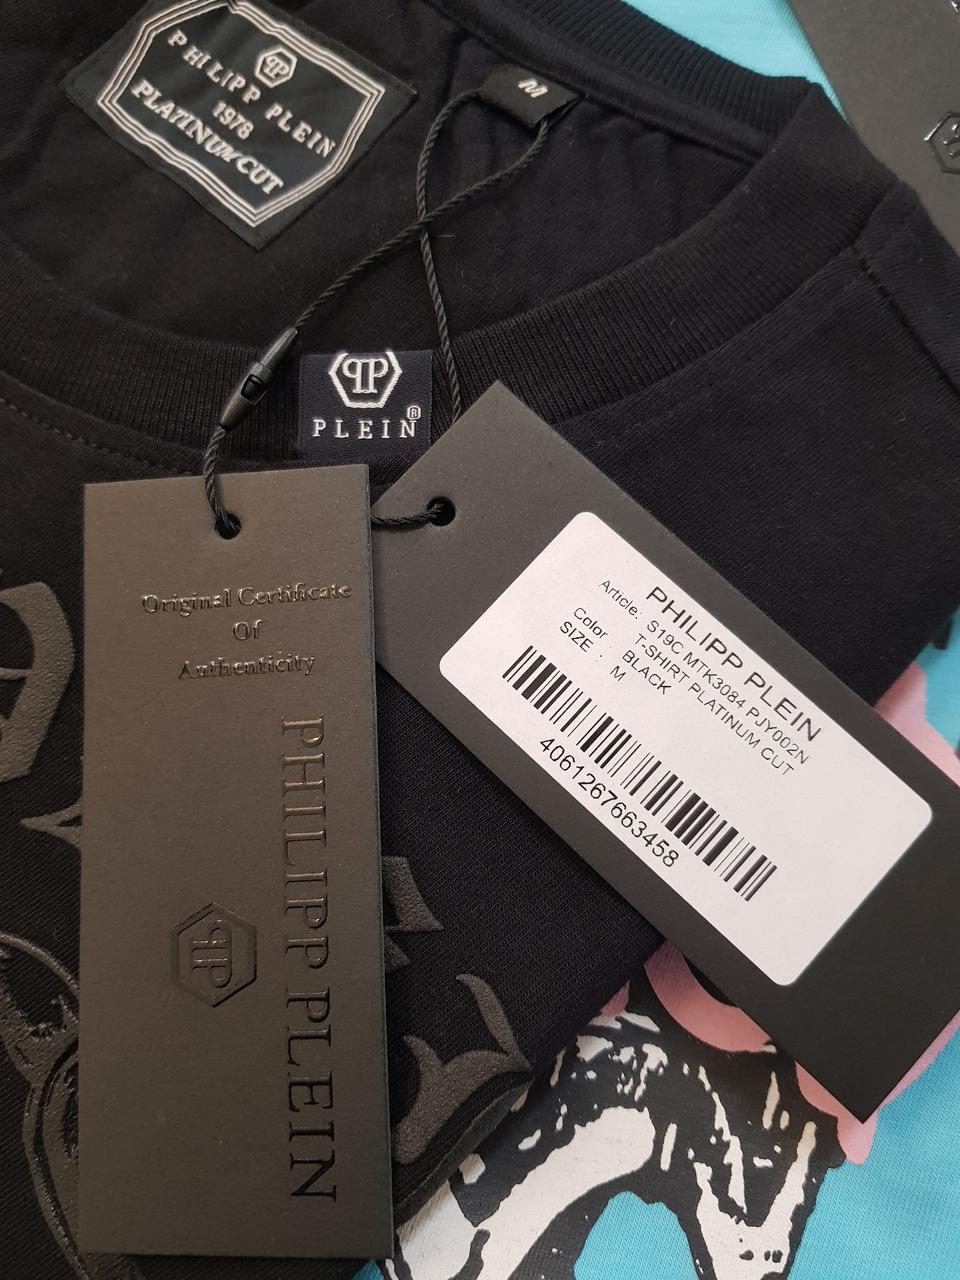 PHILIPP PLEIN
1978
PLATINUM CUT
M
PLEIN
®
Original Certificate
Of
Authenticity
PHILIPP PLEIN
PHILIPP PLEIN
Article: S19C MTK3084 PJY002N
T-SHIRT PLATINUM CUT
Color : BLACK
SIZE : M
4061267663458